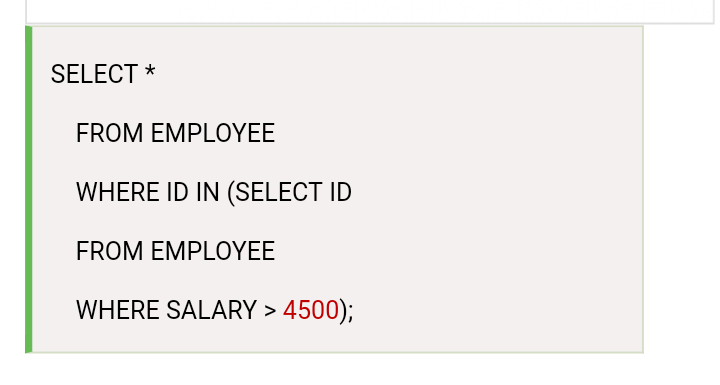 SELECT *
FROM EMPLOYEE
WHERE ID IN (SELECT ID
FROM EMPLOYEE
WHERE SALARY > 4500);